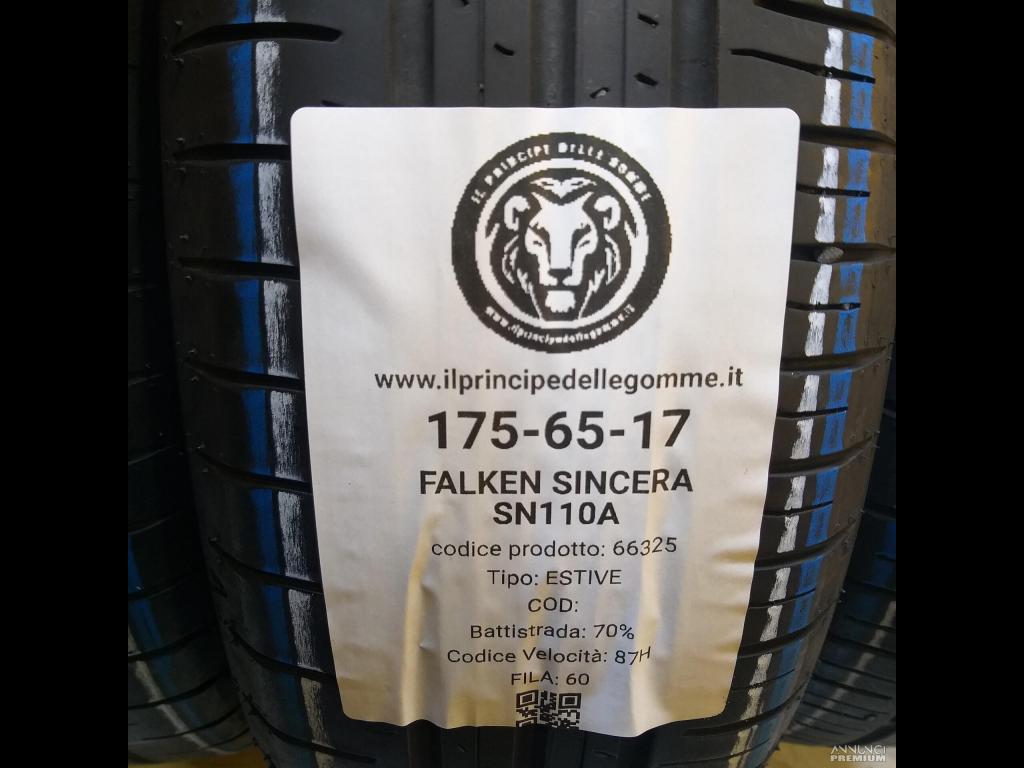 IL PRINCIPE DELLE GOMME
www.ilprincipedellegomme.it
www.ilprincipedellegomme.it
175-65-17
FALKEN SINCERA
SN110A
codice prodotto: 66325
Tipo: ESTIVE
COD:
Battistrada: 70%
Codice Velocità: 87H
FILA: 60
ANNUNCI
PREMIUM